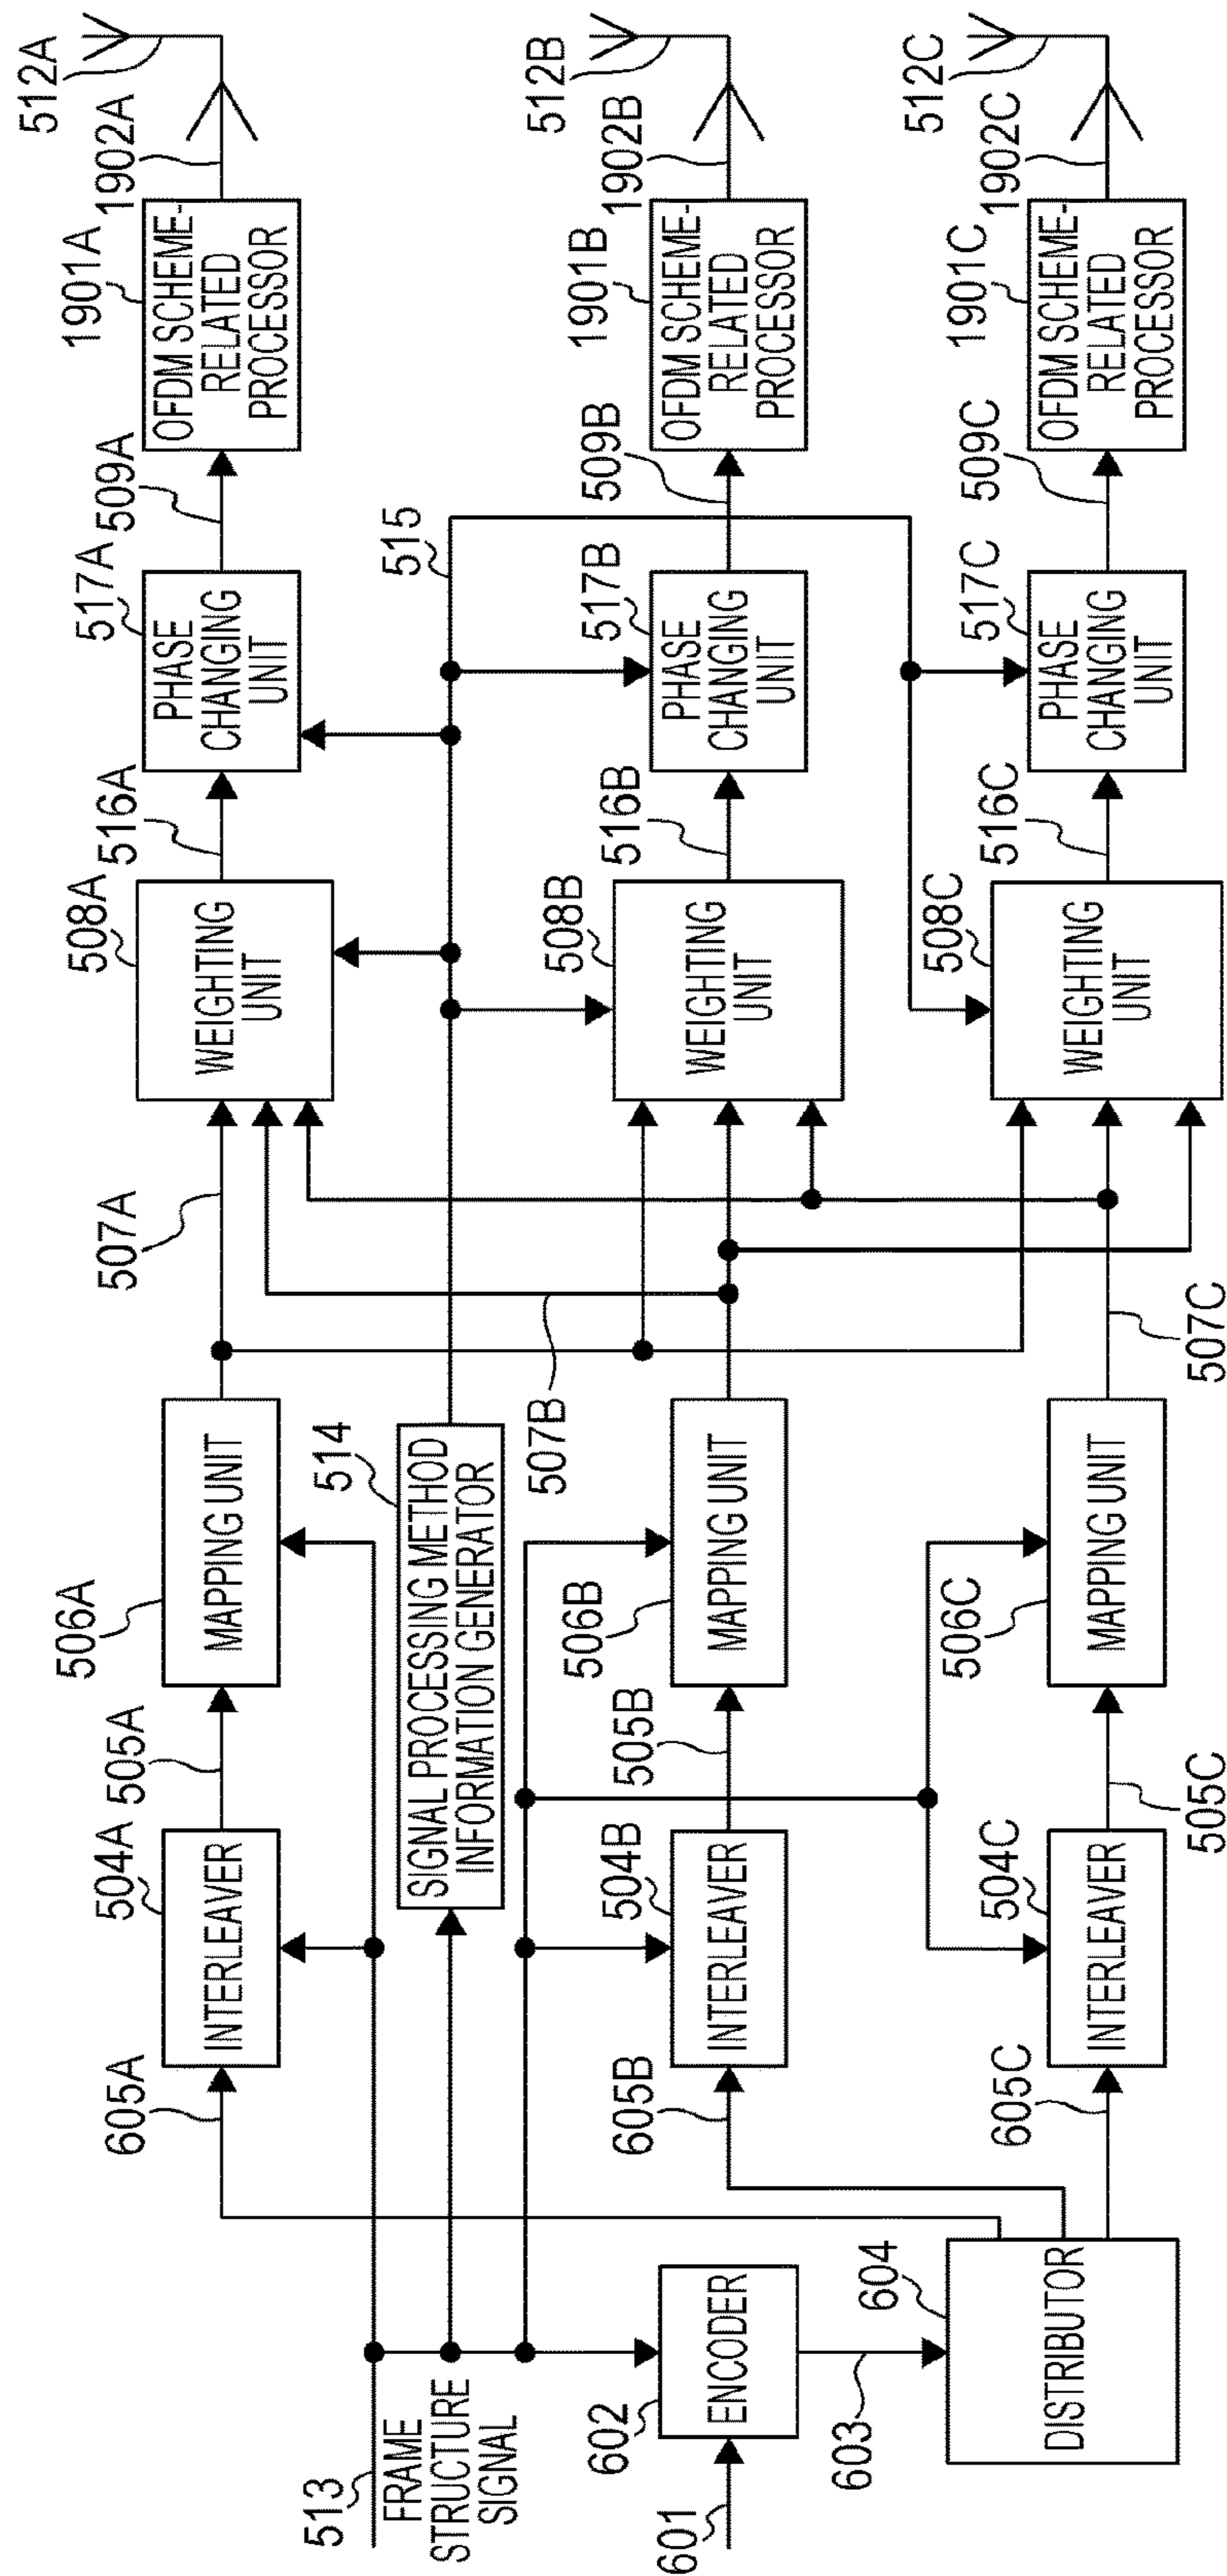 513
FRAME
STRUCTURE
SIGNAL
601
602
ENCODER
603
604
DISTRIBUTOR
605A
504A
INTERLEAVER
505A
506A
MAPPING UNIT
507A
508A
WEIGHTING
UNIT
516A
517A
PHASE
CHANGING
UNIT
509A
1901A
OFDM SCHEME-
RELATED
PROCESSOR
1902A
512A
514
SIGNAL PROCESSING METHOD
INFORMATION GENERATOR
515
605B
504B
INTERLEAVER
505B
506B
MAPPING UNIT
507B
508B
WEIGHTING
UNIT
516B
517B
PHASE
CHANGING
UNIT
509B
1901B
OFDM SCHEME-
RELATED
PROCESSOR
1902B
512B
605C
504C
INTERLEAVER
505C
506C
MAPPING UNIT
507C
508C
WEIGHTING
UNIT
516C
517C
PHASE
CHANGING
UNIT
509C
1901C
OFDM SCHEME-
RELATED
PROCESSOR
1902C
512C